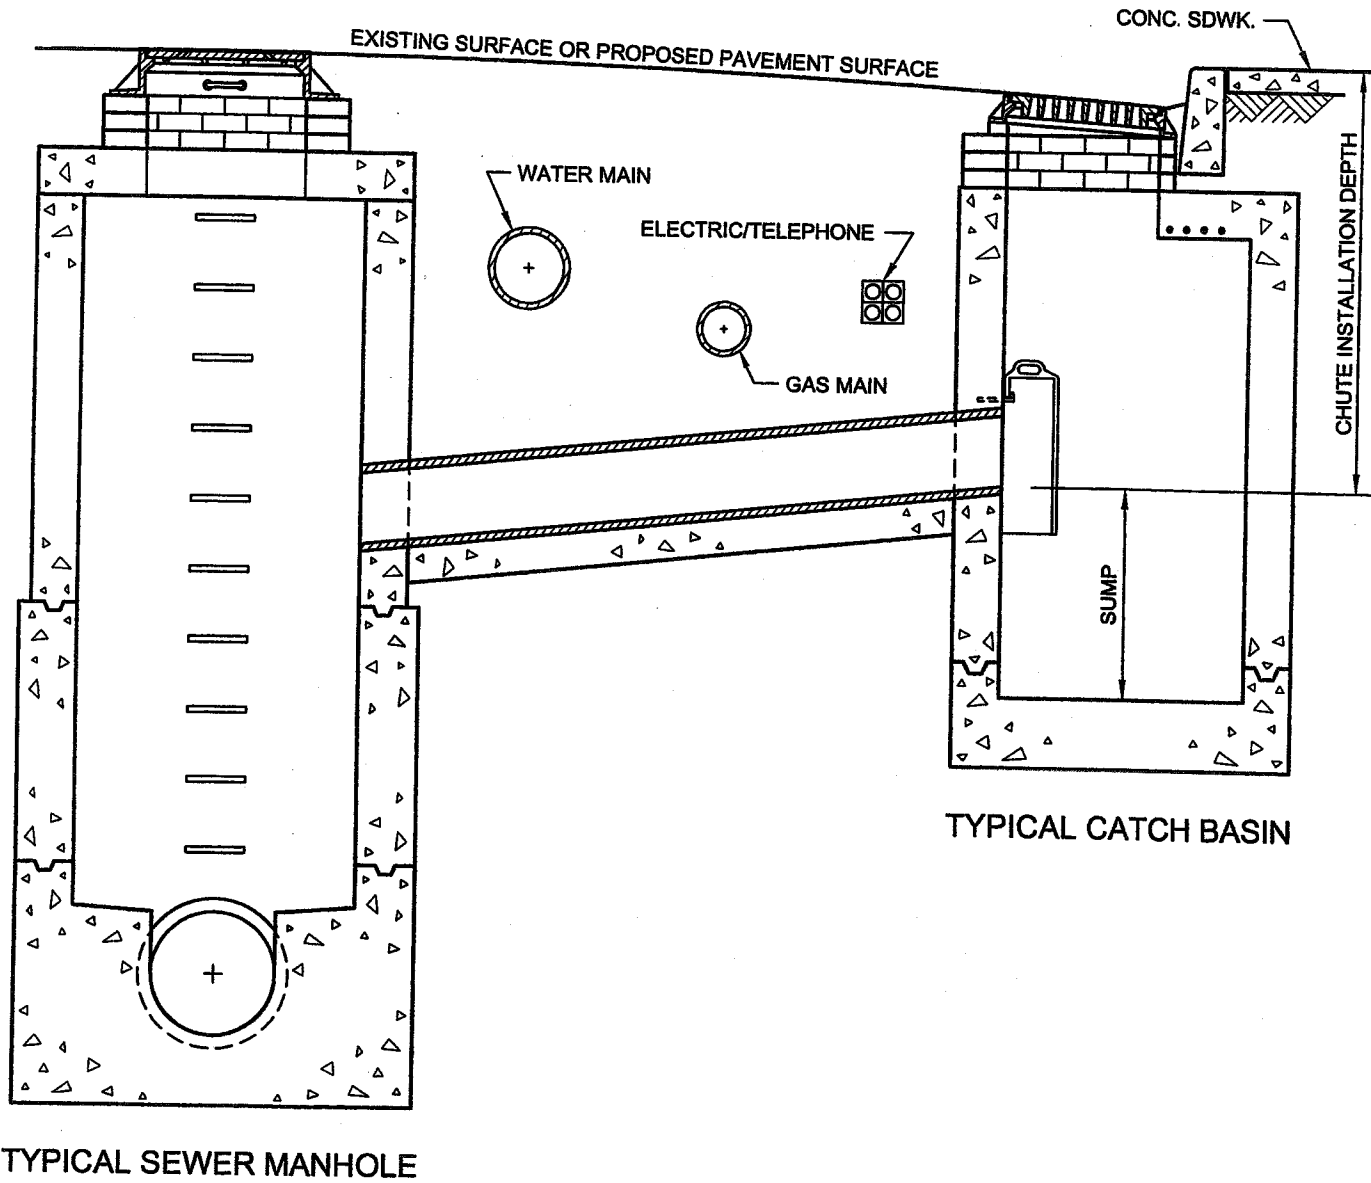 CONC. SDWK.
EXISTING SURFACE OR PROPOSED PAVEMENT SURFACE
WATER MAIN
ELECTRIC/TELEPHONE
GAS MAIN
CHUTE INSTALLATION DEPTH
SUMP
TYPICAL CATCH BASIN
TYPICAL SEWER MANHOLE